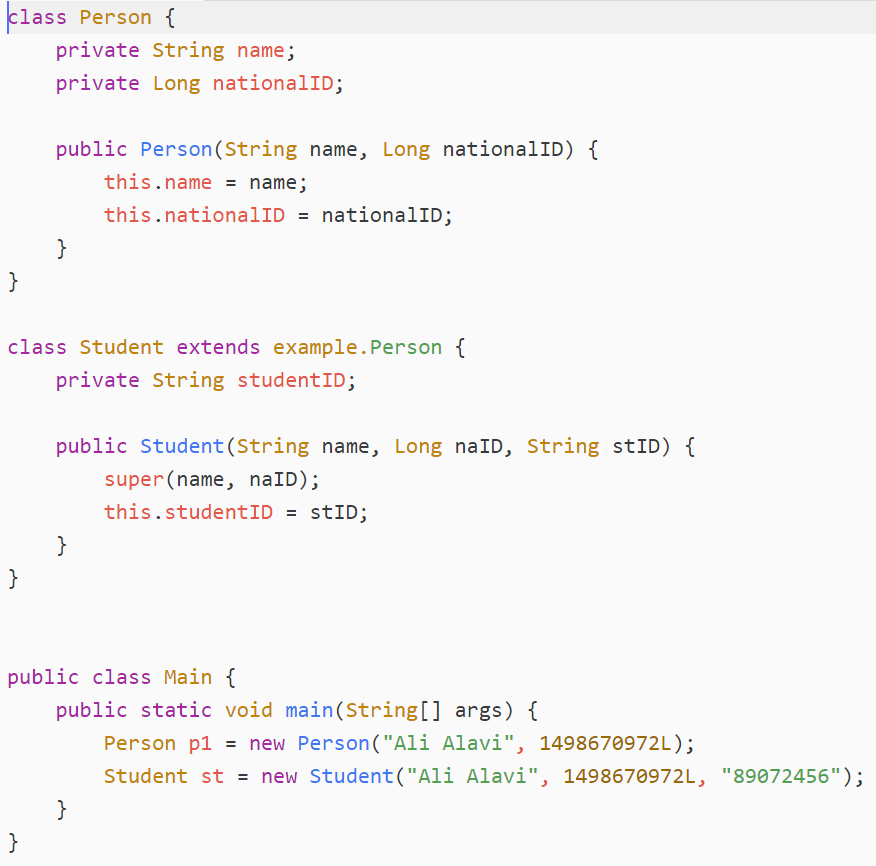 class Person {
    private String name;
    private Long nationalID;

    public Person(String name, Long nationalID) {
        this.name = name;
        this.nationalID = nationalID;
    }
}

class Student extends example.Person {
    private String studentID;

    public Student(String name, Long naID, String stID) {
        super(name, naID);
        this.studentID = stID;
    }
}


public class Main {
    public static void main(String[] args) {
        Person p1 = new Person("Ali Alavi", 1498670972L);
        Student st = new Student("Ali Alavi", 1498670972L, "89072456");
    }
}